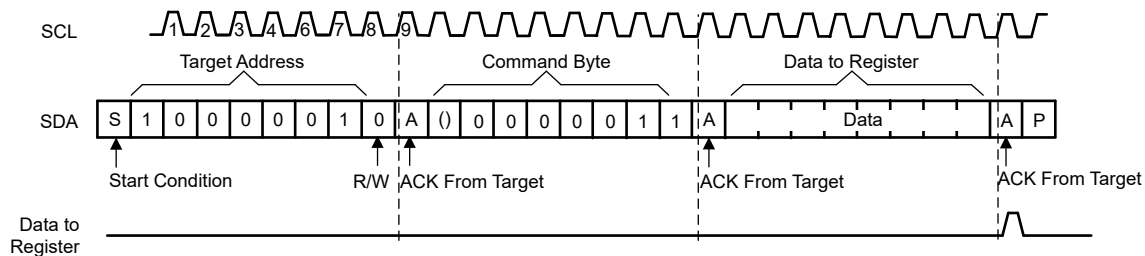 SCL 1 2 3 4 6 7 8 9
Target Address Command Byte Data to Register
SDA S 1 0 0 0 0 0 1 0 A () 0 0 0 0 0 1 1 A Data A P
Start Condition R/W ACK From Target ACK From Target ACK From Target
Data to
Register